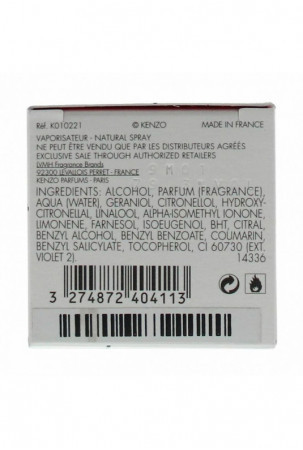 Réf. K010221 © KENZO MADE IN FRANCE
VAPORISATEUR - NATURAL SPRAY
NE PEUT ÊTRE VENDU QUE PAR LES DISTRIBUTEURS AGRÉÉS
EXCLUSIVE SALE THROUGH AUTHORIZED RETAILERS
LVMH Fragrance Brands
92300 LEVALLOIS PERRET - FRANCE
KENZO PARFUMS - PARIS
INGREDIENTS: ALCOHOL, PARFUM (FRAGRANCE),
AQUA (WATER), GERANIOL, CITRONELLOL, HYDROXY-
CITRONELLAL, LINALOOL, ALPHA-ISOMETHYL IONONE,
LIMONENE, FARNESOL, ISOEUGENOL, BHT, CITRAL,
BENZYL ALCOHOL, BENZYL BENZOATE, COUMARIN,
BENZYL SALICYLATE, TOCOPHEROL, CI 60730 (EXT.
VIOLET 2). 14336
3 274872 404113